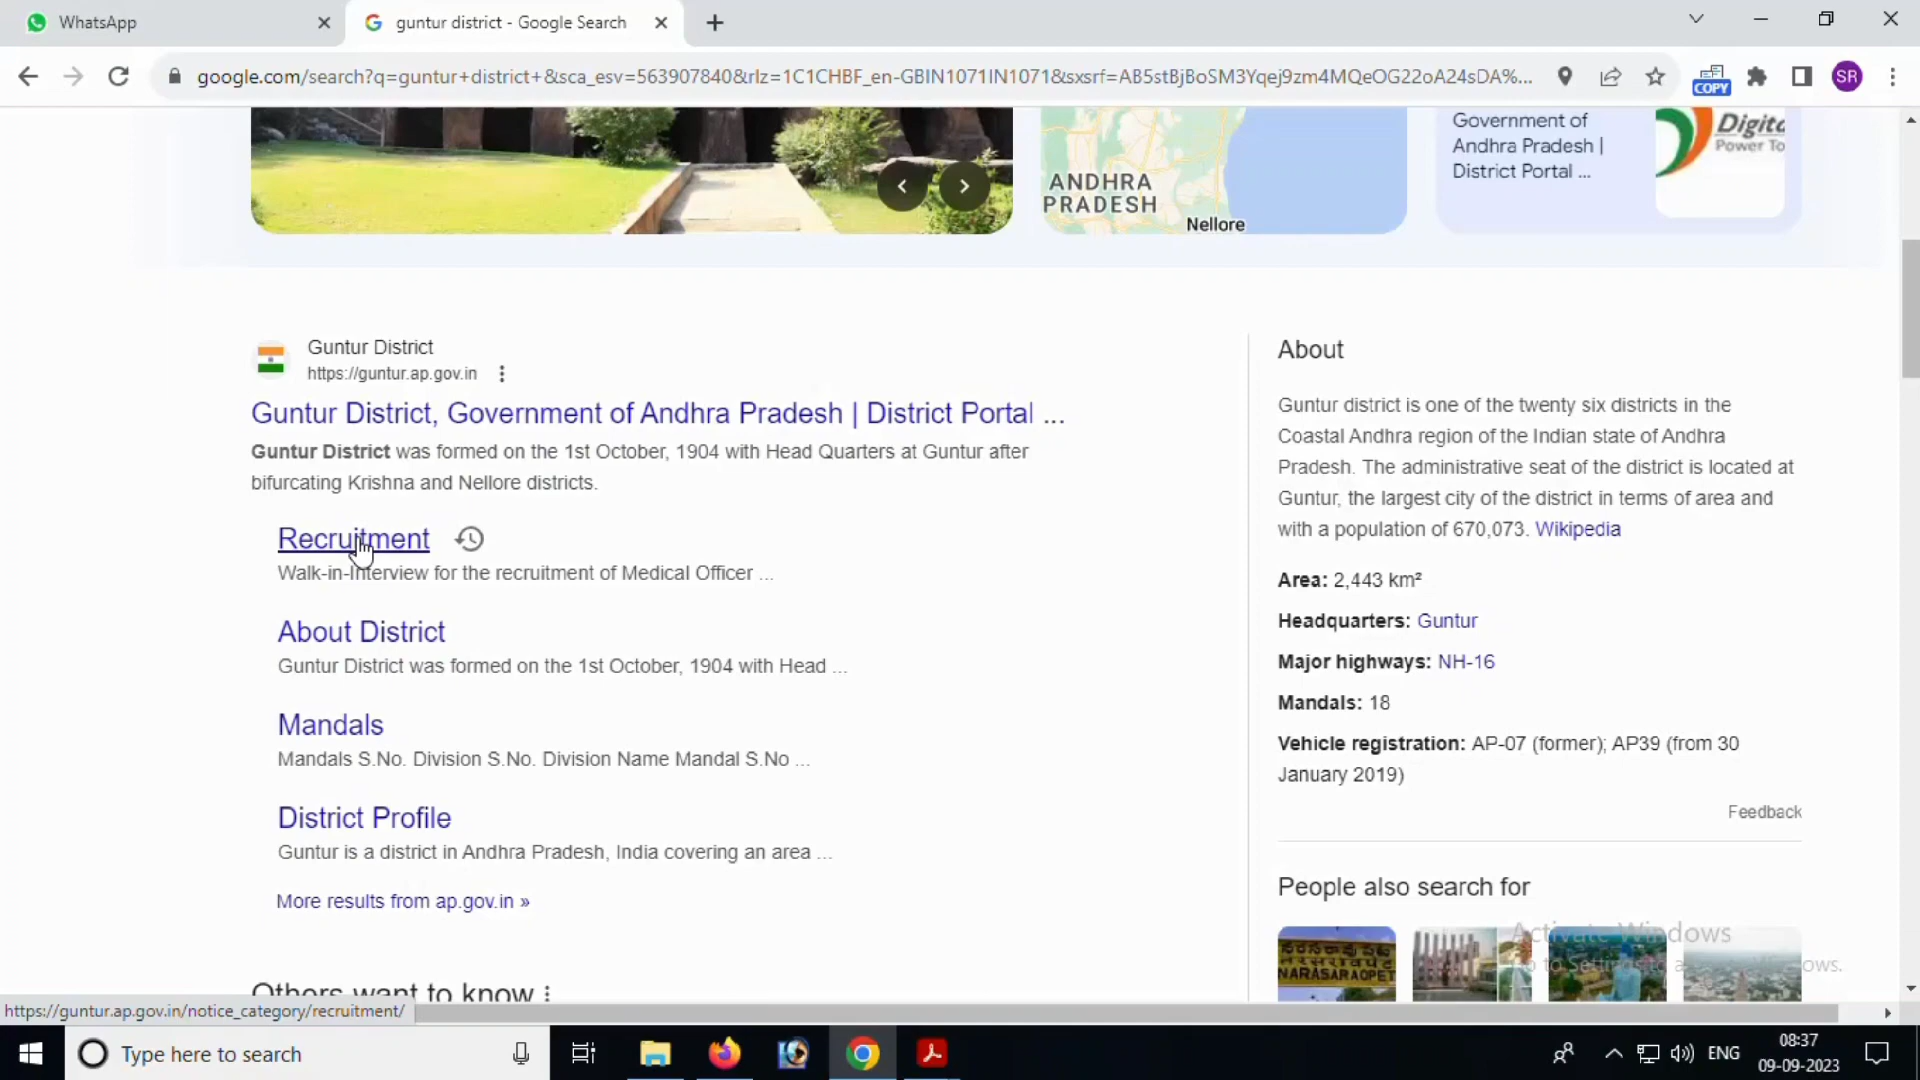 WhatsApp
guntur district - Google Search
google.com/search?q=guntur+district+&sca_esv=563907840&rlz=1C1CHBF_en-GBIN1071IN1071&sxsrf=AB5stBjBoSM3Yqej9zm4MQeOG22oA24sDA%...
COPY
SR
ANDHRA
PRADESH
Nellore
Government of
Andhra Pradesh |
District Portal ...
Power To
Guntur District
https://guntur.ap.gov.in
Guntur District, Government of Andhra Pradesh | District Portal ...
Guntur District was formed on the 1st October, 1904 with Head Quarters at Guntur after
bifurcating Krishna and Nellore districts.
Recruitment
Walk-in-Interview for the recruitment of Medical Officer ...
About District
Guntur District was formed on the 1st October, 1904 with Head ...
Mandals
Mandals S.No. Division S.No. Division Name Mandal S.No ...
District Profile
Guntur is a district in Andhra Pradesh, India covering an area ...
More results from ap.gov.in »
Others want to know
About
Guntur district is one of the twenty six districts in the
Coastal Andhra region of the Indian state of Andhra
Pradesh. The administrative seat of the district is located at
Guntur, the largest city of the district in terms of area and
with a population of 670,073. Wikipedia
Area: 2,443 km²
Headquarters: Guntur
Major highways: NH-16
Mandals: 18
Vehicle registration: AP-07 (former); AP39 (from 30
January 2019)
Feedback
People also search for
NARASARAOPET
Activate Windows
https://guntur.ap.gov.in/notice_category/recruitment/
Type here to search
ENG
08:37
09-09-2023